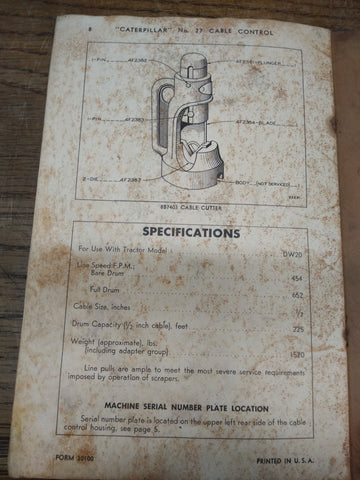 8 "CATERPILLAR" No. 27 CABLE CONTROL
1-PIN 4F2382 4F2381-PLUNGER
1-PIN 4F2383 4F2384-BLADE
2-DIE 4F2387 BODY (NOT SERVICED)
8B7403 CABLE CUTTER
SPECIFICATIONS
For Use With Tractor Model DW20
Line Speed F.P.M.:
Bare Drum 454
Full Drum 652
Cable Size, inches 1/2
Drum Capacity (1/2 inch cable), feet 225
Weight (approximate), lbs.
(including adapter group) 1520
Line pulls are ample to meet the most severe service requirements
imposed by operation of scrapers.
MACHINE SERIAL NUMBER PLATE LOCATION
Serial number plate is located on the upper left rear side of the cable
control housing, see page 5.
FORM 30100 PRINTED IN U.S.A.